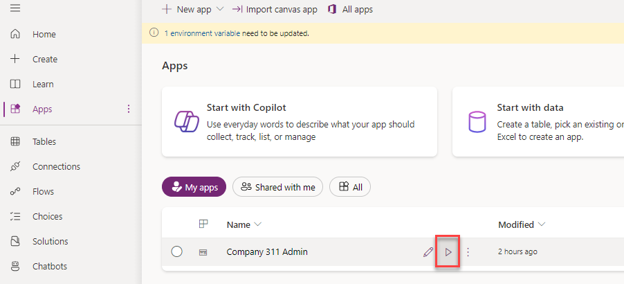 New app
Import canvas app
All apps
1 environment variable need to be updated.
Home
Create
Learn
Apps
Tables
Connections
Flows
Choices
Solutions
Chatbots
Apps
Start with Copilot
Use everyday words to describe what your app should
collect, track, list, or manage
Start with data
Create a table, pick an existing or
Excel to create an app.
My apps
Shared with me
All
Name
Modified
Company 311 Admin
2 hours ago